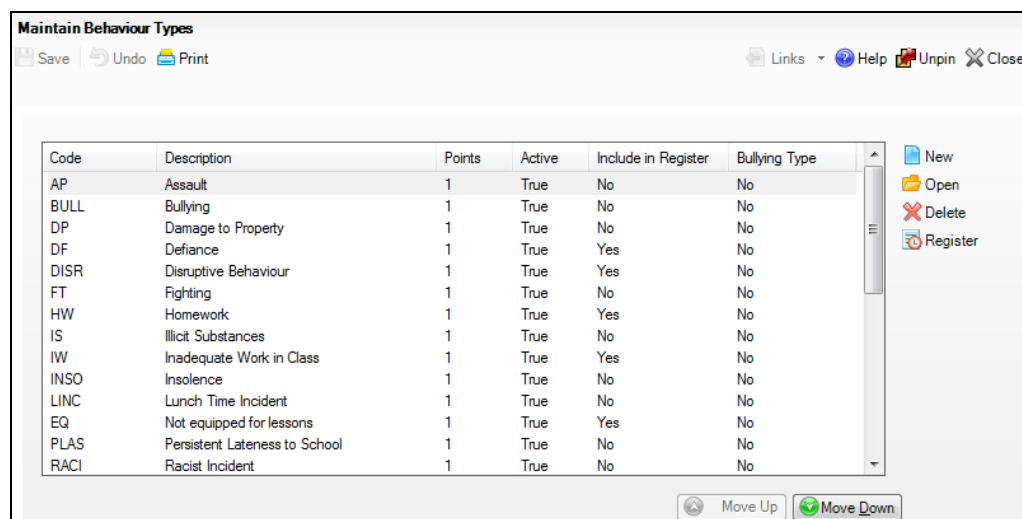 Maintain Behaviour Types
Save Undo Print Links Help Unpin Close
Code Description Points Active Include in Register Bullying Type
AP Assault 1 True No No
BULL Bullying 1 True No No
DP Damage to Property 1 True No No
DF Defiance 1 True Yes No
DISR Disruptive Behaviour 1 True Yes No
FT Fighting 1 True No No
HW Homework 1 True Yes No
IS Illicit Substances 1 True No No
IW Inadequate Work in Class 1 True Yes No
INSO Insolence 1 True No No
LINC Lunch Time Incident 1 True No No
EQ Not equipped for lessons 1 True Yes No
PLAS Persistent Lateness to School 1 True No No
RACI Racist Incident 1 True No No
New
Open
Delete
Register
Move Up Move Down